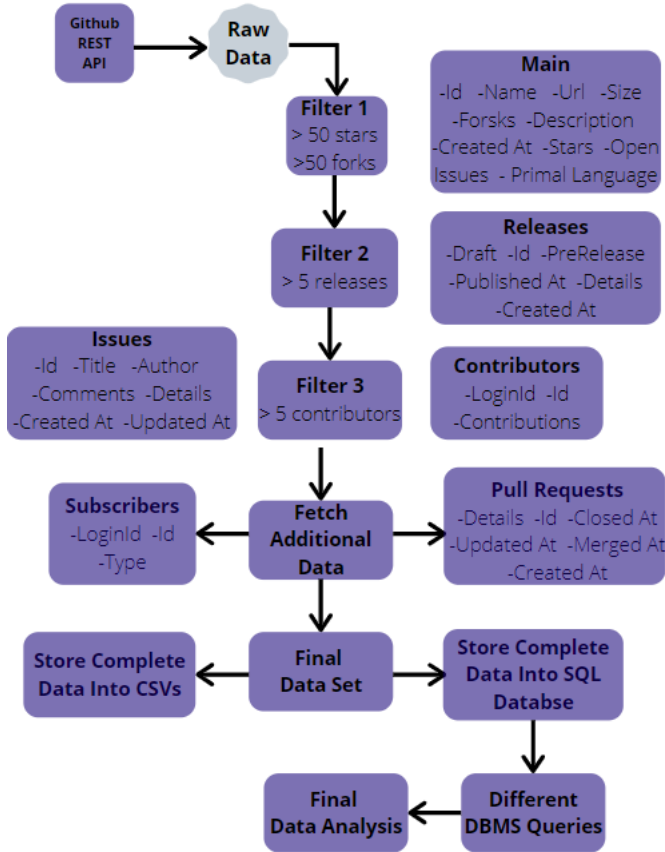 Github
REST
API
Raw
Data
Filter 1
> 50 stars
>50 forks
Main
-Id -Name -Url -Size
-Forsks -Description
-Created At -Stars -Open
Issues - Primal Language
Filter 2
> 5 releases
Releases
-Draft -Id -PreRelease
-Published At -Details
-Created At
Issues
-Id -Title -Author
-Comments -Details
-Created At -Updated At
Filter 3
> 5 contributors
Contributors
-LoginId -Id
-Contributions
Subscribers
-LoginId -Id
-Type
Fetch
Additional
Data
Pull Requests
-Details -Id -Closed At
-Updated At -Merged At
-Created At
Store Complete
Data Into CSVs
Final
Data Set
Store Complete
Data Into SQL
Databse
Final
Data Analysis
Different
DBMS Queries